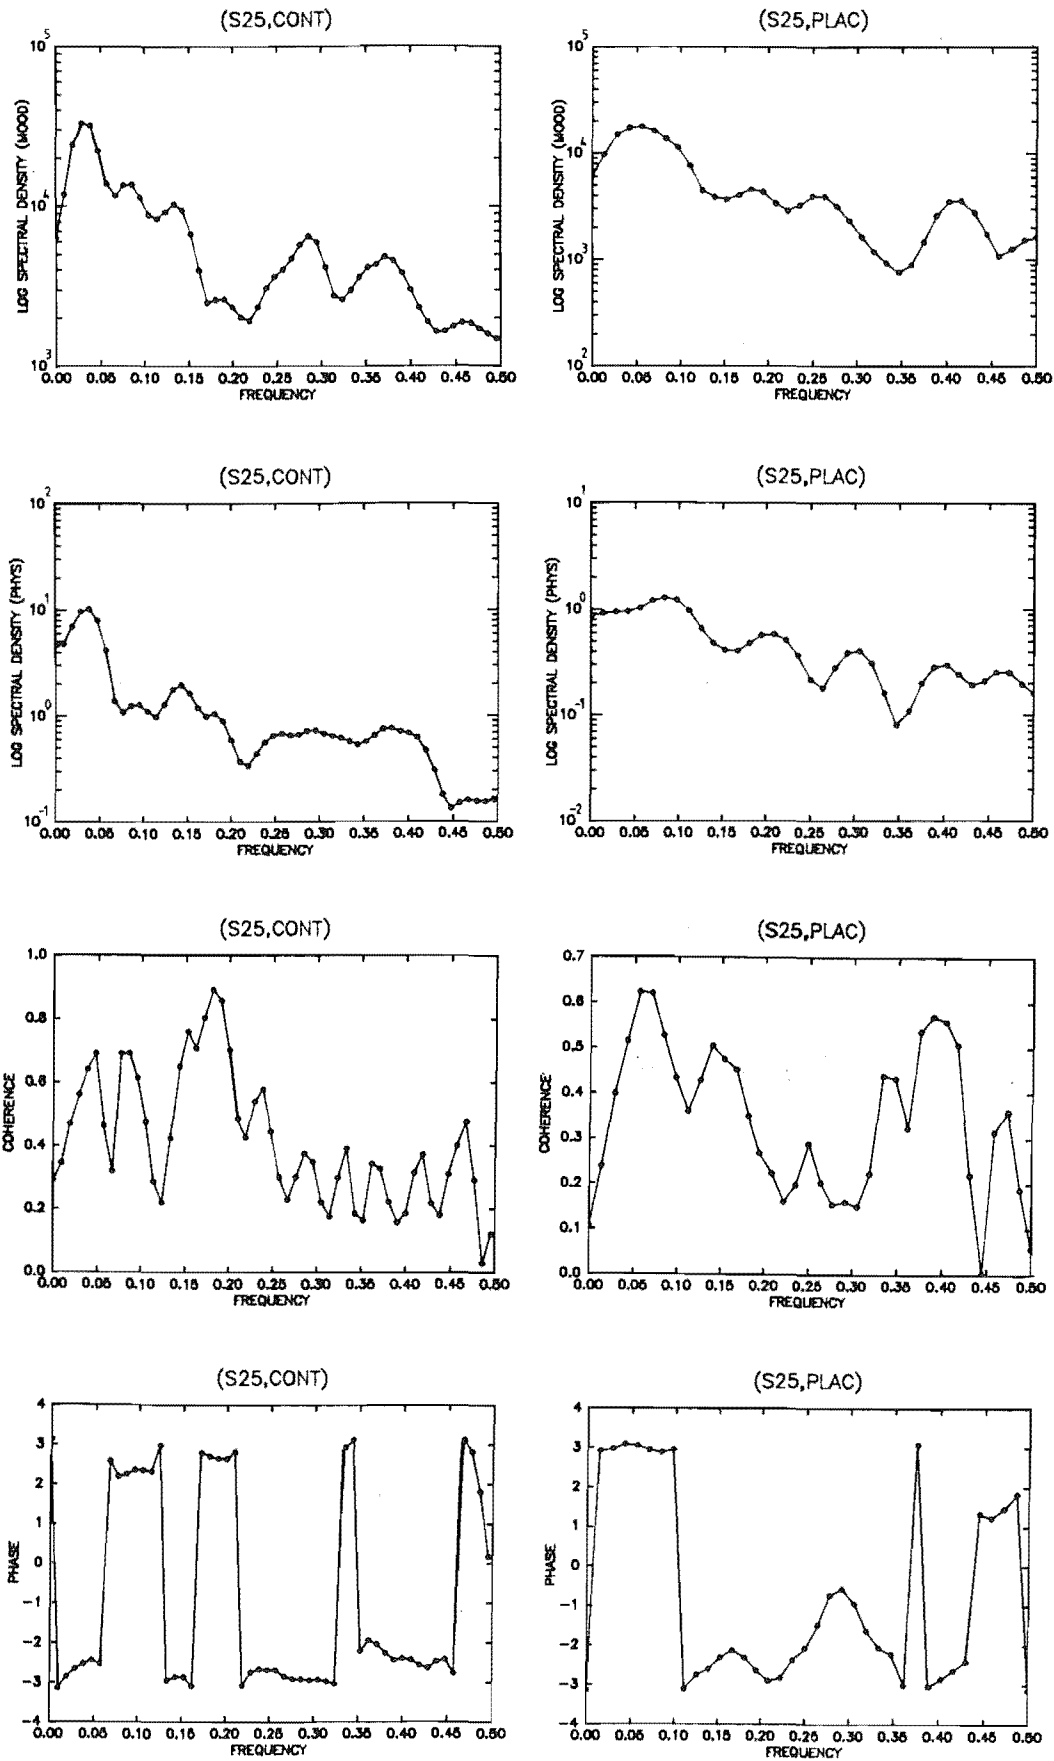 (S25,CONT)
(S25,PLAC)
LOG SPECTRAL DENSITY (MOOD)
10^5
10^4
10^3
0.00 0.05 0.10 0.15 0.20 0.25 0.30 0.35 0.40 0.45 0.50
FREQUENCY
LOG SPECTRAL DENSITY (MOOD)
10^5
10^4
10^3
10^2
0.00 0.05 0.10 0.15 0.20 0.25 0.30 0.35 0.40 0.45 0.50
FREQUENCY
(S25,CONT)
(S25,PLAC)
LOG SPECTRAL DENSITY (PHYS)
10^2
10^1
10^0
10^-1
0.00 0.05 0.10 0.15 0.20 0.25 0.30 0.35 0.40 0.45 0.50
FREQUENCY
LOG SPECTRAL DENSITY (PHYS)
10^1
10^0
10^-1
10^-2
0.00 0.05 0.10 0.15 0.20 0.25 0.30 0.35 0.40 0.45 0.50
FREQUENCY
(S25,CONT)
(S25,PLAC)
COHERENCE
1.0
0.8
0.6
0.4
0.2
0.0
0.00 0.05 0.10 0.15 0.20 0.25 0.30 0.35 0.40 0.45 0.50
FREQUENCY
COHERENCE
0.7
0.6
0.5
0.4
0.3
0.2
0.1
0.0
0.00 0.05 0.10 0.15 0.20 0.25 0.30 0.35 0.40 0.45 0.50
FREQUENCY
(S25,CONT)
(S25,PLAC)
PHASE
4
3
2
1
0
-1
-2
-3
-4
0.00 0.05 0.10 0.15 0.20 0.25 0.30 0.35 0.40 0.45 0.50
FREQUENCY
PHASE
4
3
2
1
0
-1
-2
-3
-4
0.00 0.05 0.10 0.15 0.20 0.25 0.30 0.35 0.40 0.45 0.50
FREQUENCY